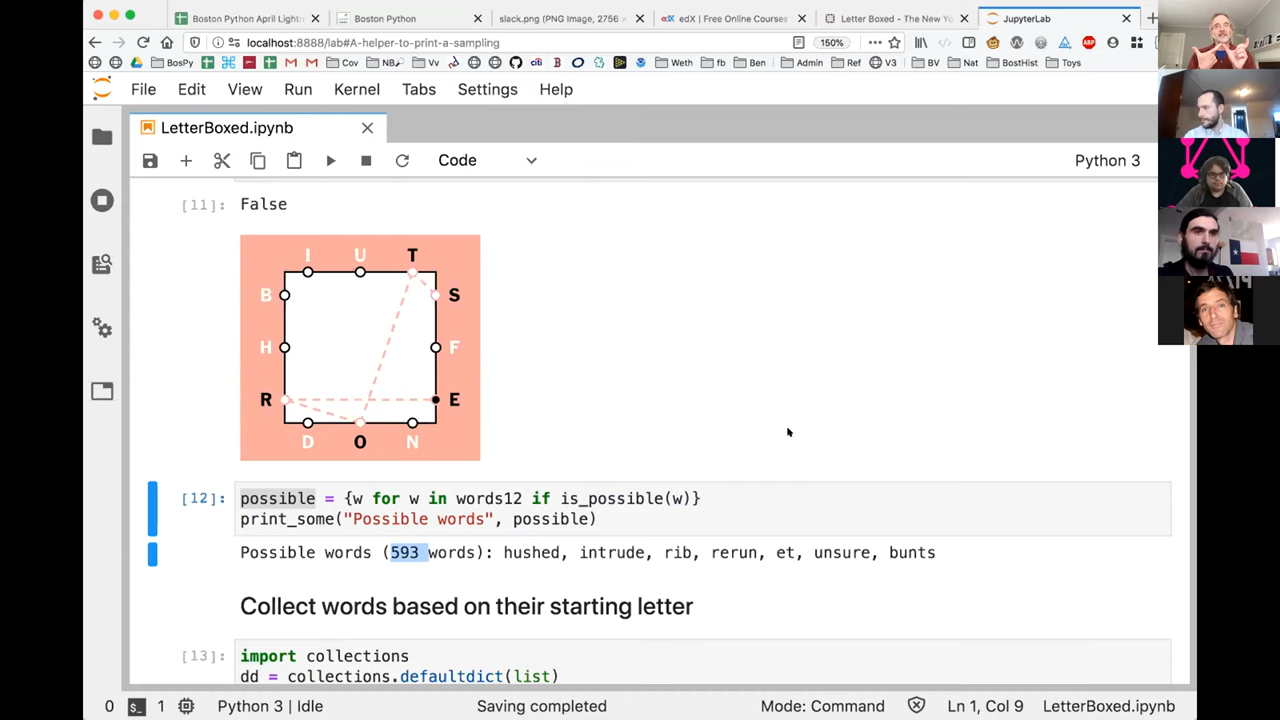 Boston Python April Lightn
Boston Python
slack.png (PNG Image, 2756 ×
edX | Free Online Courses
Letter Boxed - The New Yo
JupyterLab
localhost:8888/lab#A-helper-to-print-a-sampling
150%
BosPy
Cov
NB
Vv
Weth
fb
Ben
Admin
Ref
V3
BV
Nat
BostHist
Toys
File Edit View Run Kernel Tabs Settings Help
LetterBoxed.ipynb
Code
Python 3
[11]: False
I U T
B S
H F
R E
D O N
[12]: possible = {w for w in words12 if is_possible(w)}
print_some("Possible words", possible)
Possible words (593 words): hushed, intrude, rib, rerun, et, unsure, bunts
Collect words based on their starting letter
[13]: import collections
dd = collections.defaultdict(list)
0 1 Python 3 | Idle Saving completed Mode: Command Ln 1, Col 9 LetterBoxed.ipynb